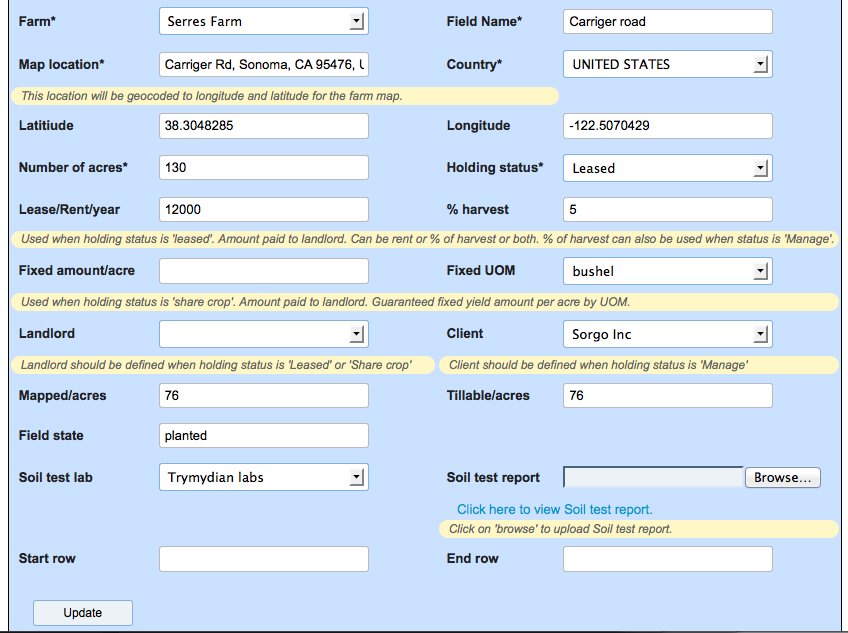 Farm* Serres Farm Field Name* Carriger road
Map location* Carriger Rd, Sonoma, CA 95476, U Country* UNITED STATES
This location will be geocoded to longitude and latitude for the farm map.
Latitiude 38.3048285 Longitude -122.5070429
Number of acres* 130 Holding status* Leased
Lease/Rent/year 12000 % harvest 5
Used when holding status is 'leased'. Amount paid to landlord. Can be rent or % of harvest or both. % of harvest can also be used when status is 'Manage'.
Fixed amount/acre Fixed UOM bushel
Used when holding status is 'share crop'. Amount paid to landlord. Guaranteed fixed yield amount per acre by UOM.
Landlord Client Sorgo Inc
Landlord should be defined when holding status is 'Leased' or 'Share crop' Client should be defined when holding status is 'Manage'
Mapped/acres 76 Tillable/acres 76
Field state planted
Soil test lab Trymydian labs Soil test report Browse...
Click here to view Soil test report.
Click on 'browse' to upload Soil test report.
Start row End row
Update